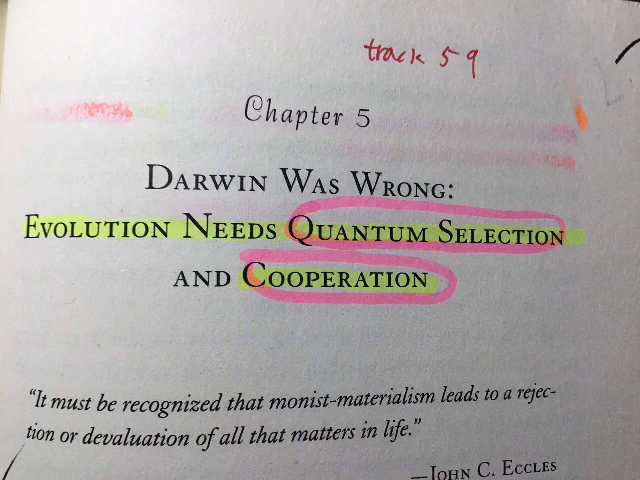 track 59
Chapter 5
DARWIN WAS WRONG:
EVOLUTION NEEDS QUANTUM SELECTION
AND COOPERATION
“It must be recognized that monist-materialism leads to a rejec-
tion or devaluation of all that matters in life.”
—JOHN C. ECCLES